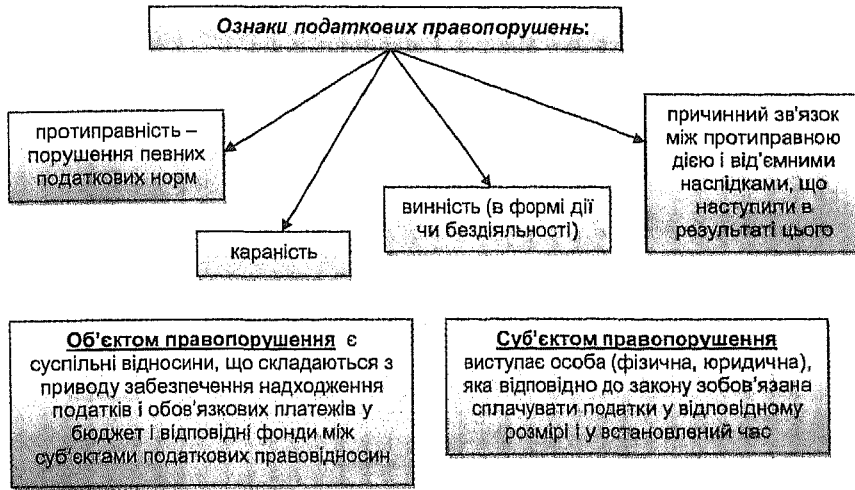 Ознаки податкових правопорушень:
протиправність –
порушення певних
податкових норм
караність
винність (в формі дії
чи бездіяльності)
причинний зв'язок
між протиправною
дією і від'ємними
наслідками, що
наступили в
результаті цього
Об'єктом правопорушення є
суспільні відносини, що складаються з
приводу забезпечення надходження
податків і обов'язкових платежів у
бюджет і відповідні фонди між
суб'єктами податкових правовідносин
Суб'єктом правопорушення
виступає особа (фізична, юридична),
яка відповідно до закону зобов'язана
сплачувати податки у відповідному
розмірі і у встановлений час